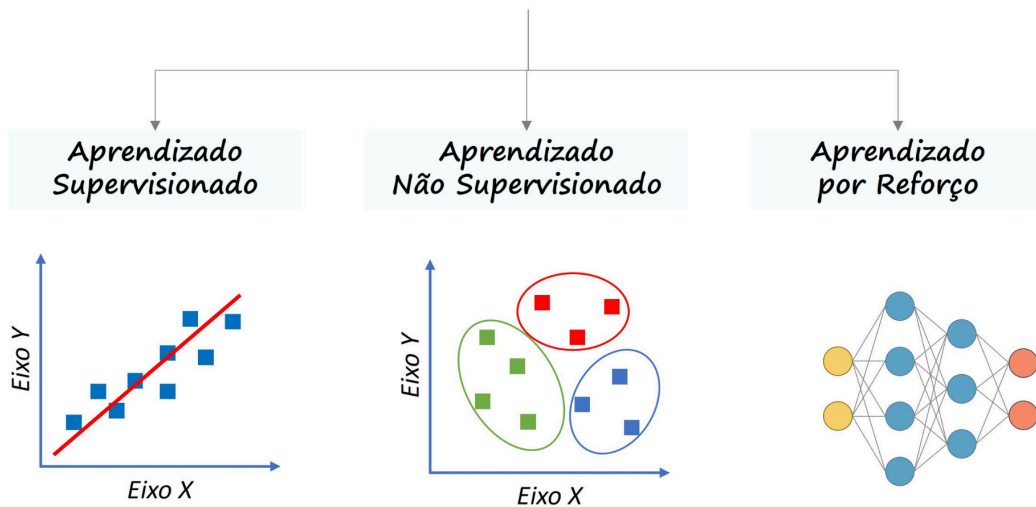 Aprendizado
Supervisionado
Aprendizado
Não Supervisionado
Aprendizado
por Reforço
Eixo Y
Eixo X
Eixo Y
Eixo X